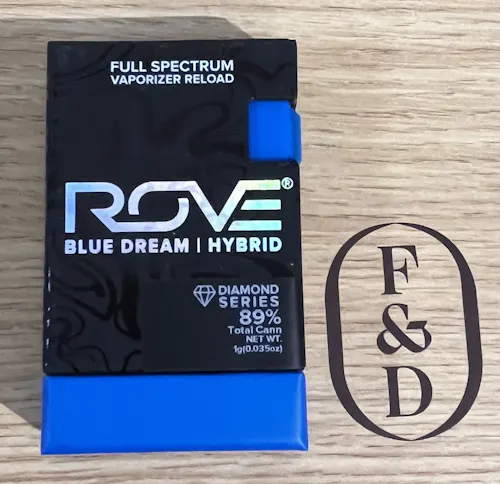 FULL SPECTRUM
VAPORIZER RELOAD
ROVE®
BLUE DREAM | HYBRID
DIAMOND
SERIES
89%
Total Cann
NET WT.
1g(0.035oz)
F
&
D